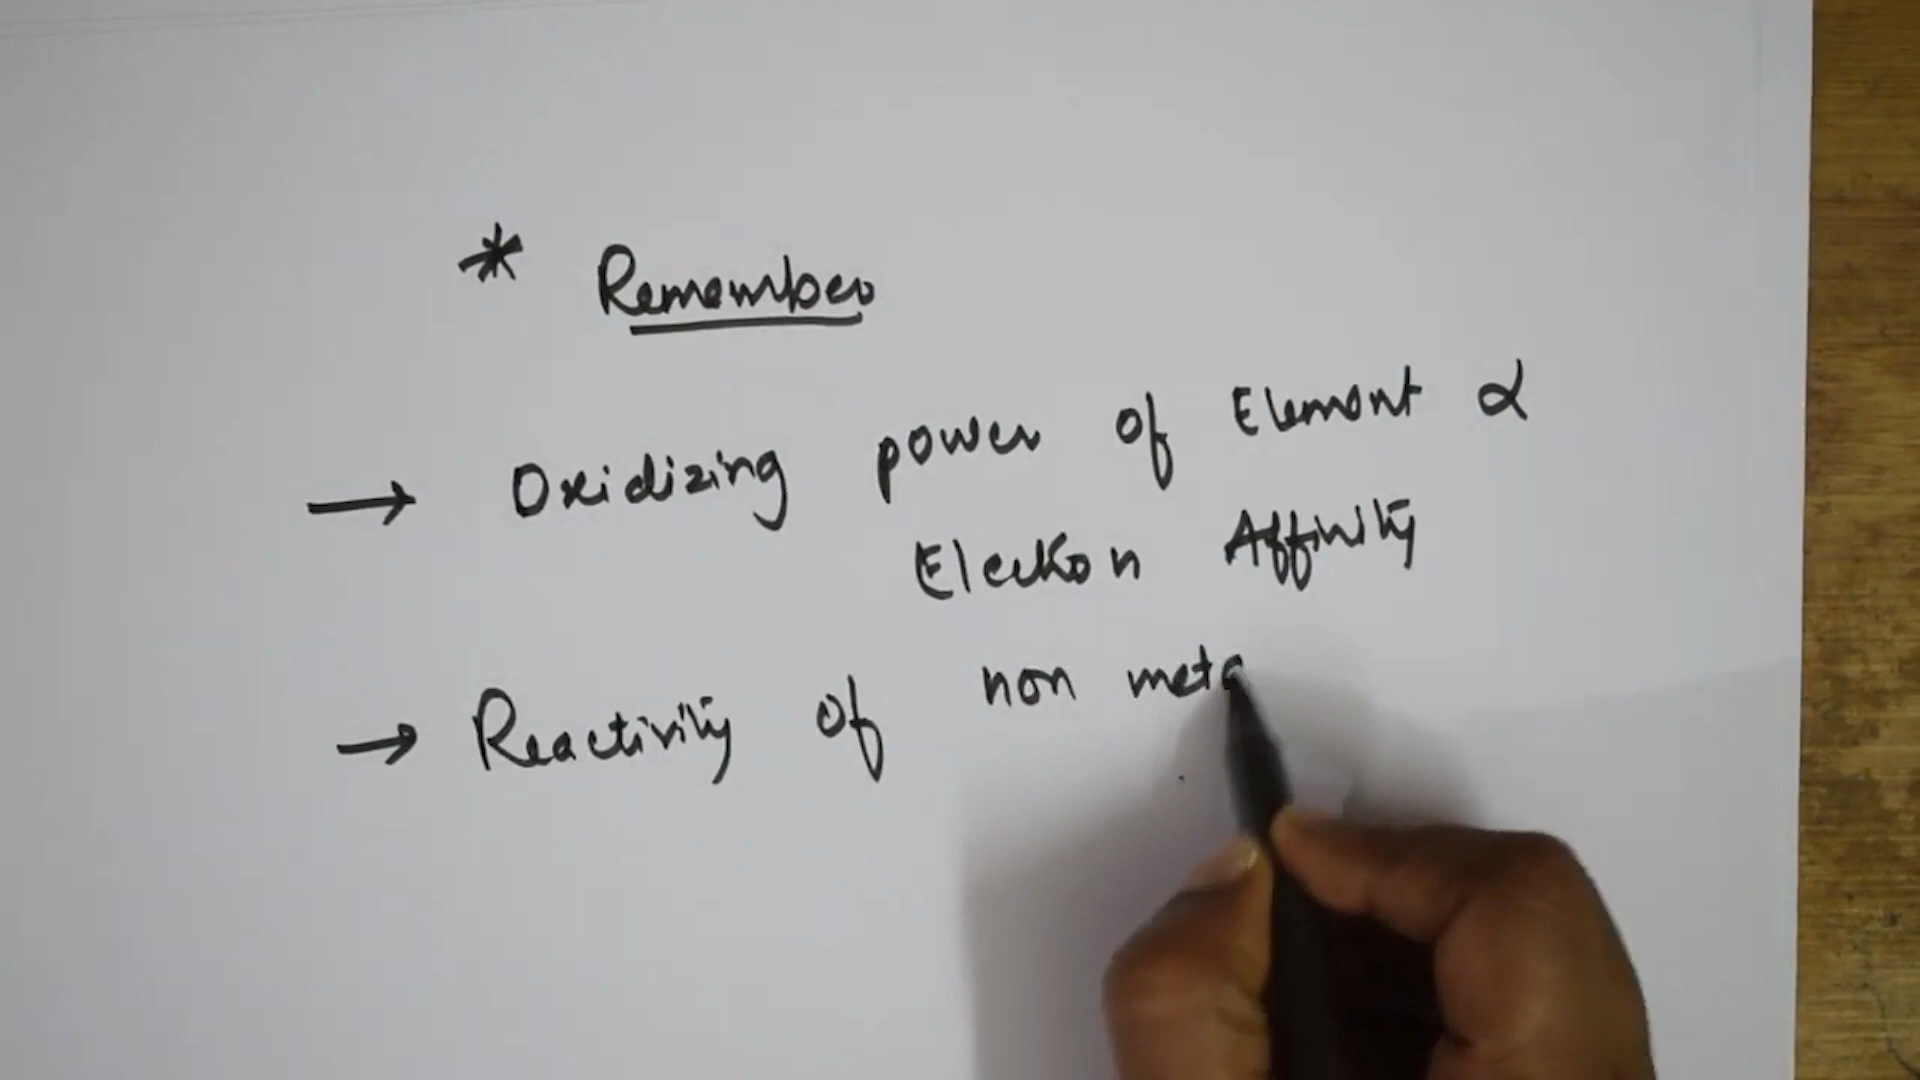 * Remember
→ Oxidizing power of Element α
Electron Affinity
→ Reactivity of non meta